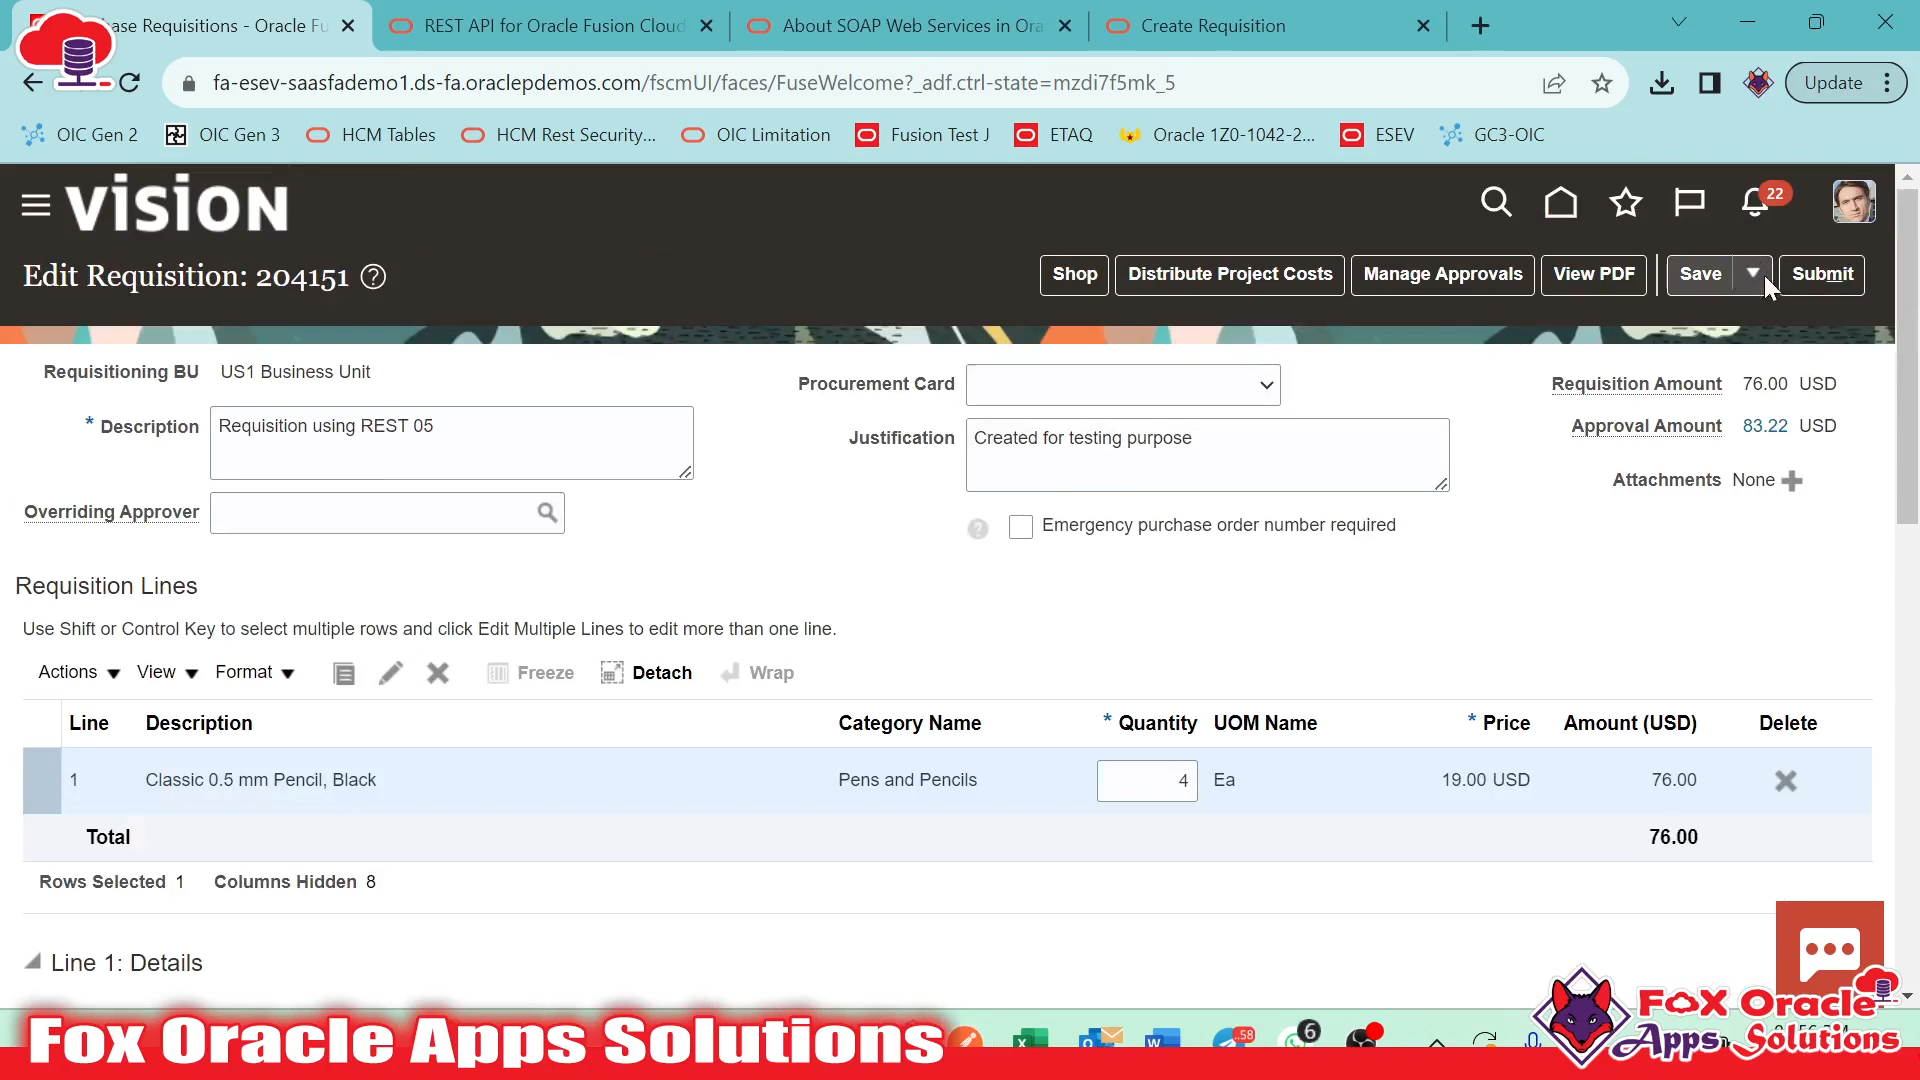 ase Requisitions - Oracle Fu
REST API for Oracle Fusion Cloud
About SOAP Web Services in Ora
Create Requisition
fa-esev-saasfademo1.ds-fa.oraclepdemos.com/fscmUI/faces/FuseWelcome?_adf.ctrl-state=mzdi7f5mk_5
Update
OIC Gen 2
OIC Gen 3
HCM Tables
HCM Rest Security...
OIC Limitation
Fusion Test J
ETAQ
Oracle 1Z0-1042-2...
ESEV
GC3-OIC
VISION
22
Edit Requisition: 204151
Shop
Distribute Project Costs
Manage Approvals
View PDF
Save
Submit
Requisitioning BU US1 Business Unit
* Description Requisition using REST 05
Overriding Approver
Procurement Card
Justification Created for testing purpose
Emergency purchase order number required
Requisition Amount 76.00 USD
Approval Amount 83.22 USD
Attachments None
Requisition Lines
Use Shift or Control Key to select multiple rows and click Edit Multiple Lines to edit more than one line.
Actions View Format Freeze Detach Wrap
Line Description Category Name * Quantity UOM Name * Price Amount (USD) Delete
1 Classic 0.5 mm Pencil, Black Pens and Pencils 4 Ea 19.00 USD 76.00
Total 76.00
Rows Selected 1 Columns Hidden 8
Line 1: Details
Fox Oracle Apps Solutions
58
6
Fox Oracle
Apps Solutions